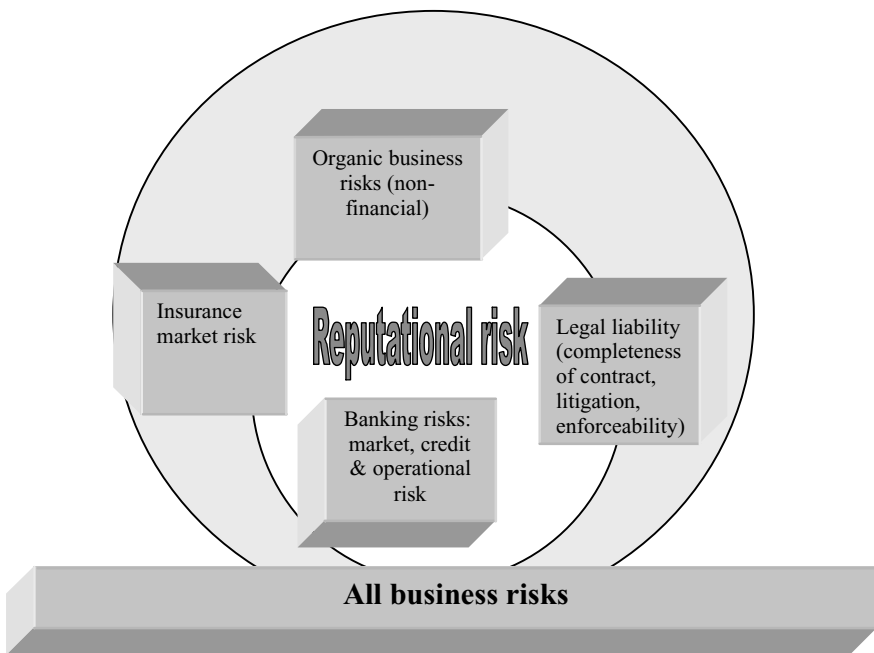 Organic business
risks (non-
financial)
Insurance
market risk
Reputational risk
Legal liability
(completeness
of contract,
litigation,
enforceability)
Banking risks:
market, credit
& operational
risk
All business risks